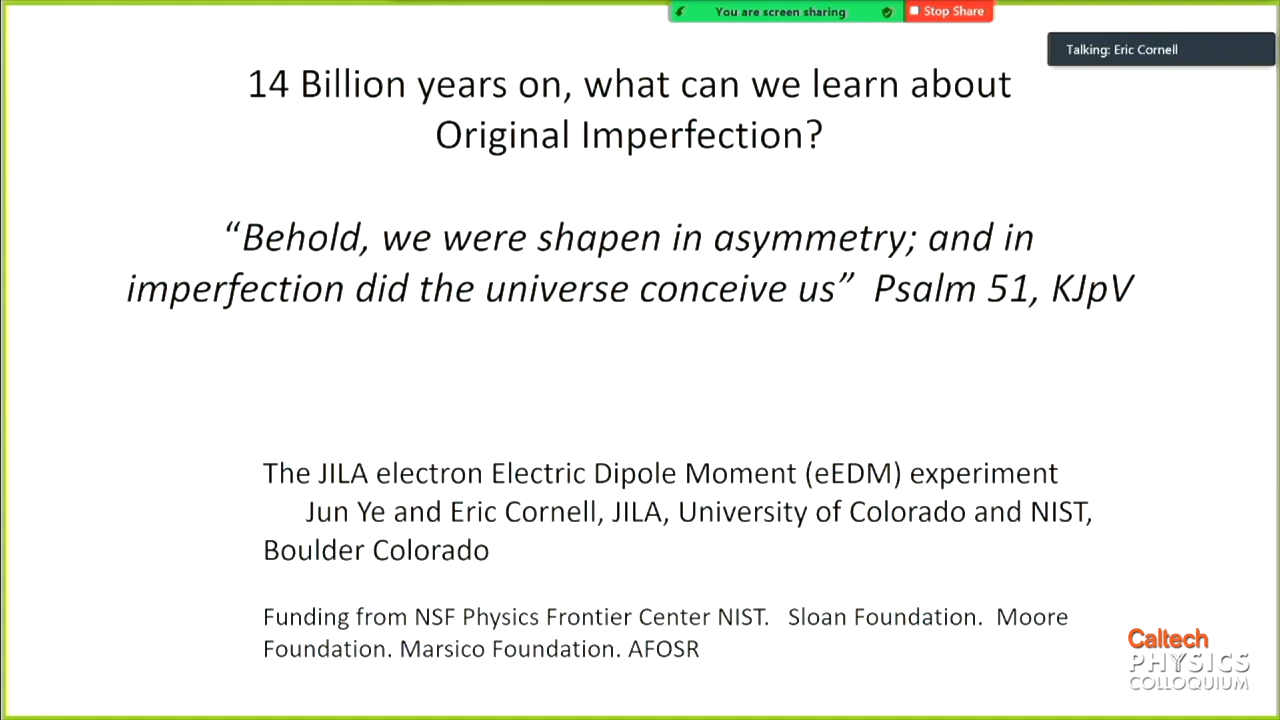 You are screen sharing
Stop Share
Talking: Eric Cornell
14 Billion years on, what can we learn about
Original Imperfection?
“Behold, we were shapen in asymmetry; and in
imperfection did the universe conceive us” Psalm 51, KJpV
The JILA electron Electric Dipole Moment (eEDM) experiment
Jun Ye and Eric Cornell, JILA, University of Colorado and NIST,
Boulder Colorado
Funding from NSF Physics Frontier Center NIST. Sloan Foundation. Moore
Foundation. Marsico Foundation. AFOSR
Caltech
PHYSICS
COLLOQUIUM